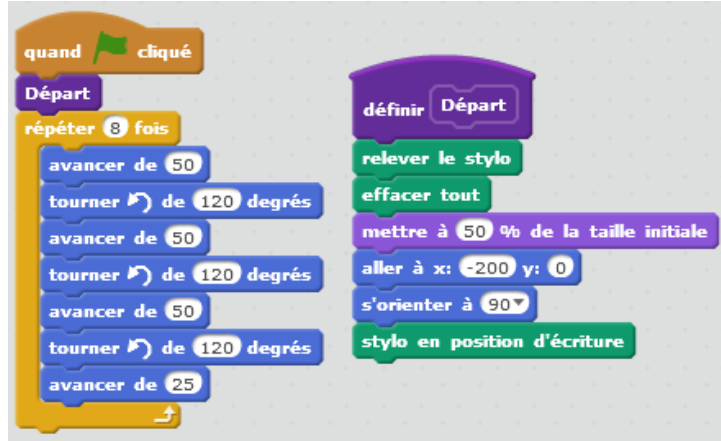 quand cliqué
Départ
répéter 8 fois
avancer de 50
tourner de 120 degrés
avancer de 50
tourner de 120 degrés
avancer de 50
tourner de 120 degrés
avancer de 25
définir Départ
relever le stylo
effacer tout
mettre à 50 % de la taille initiale
aller à x: -200 y: 0
s'orienter à 90
stylo en position d'écriture